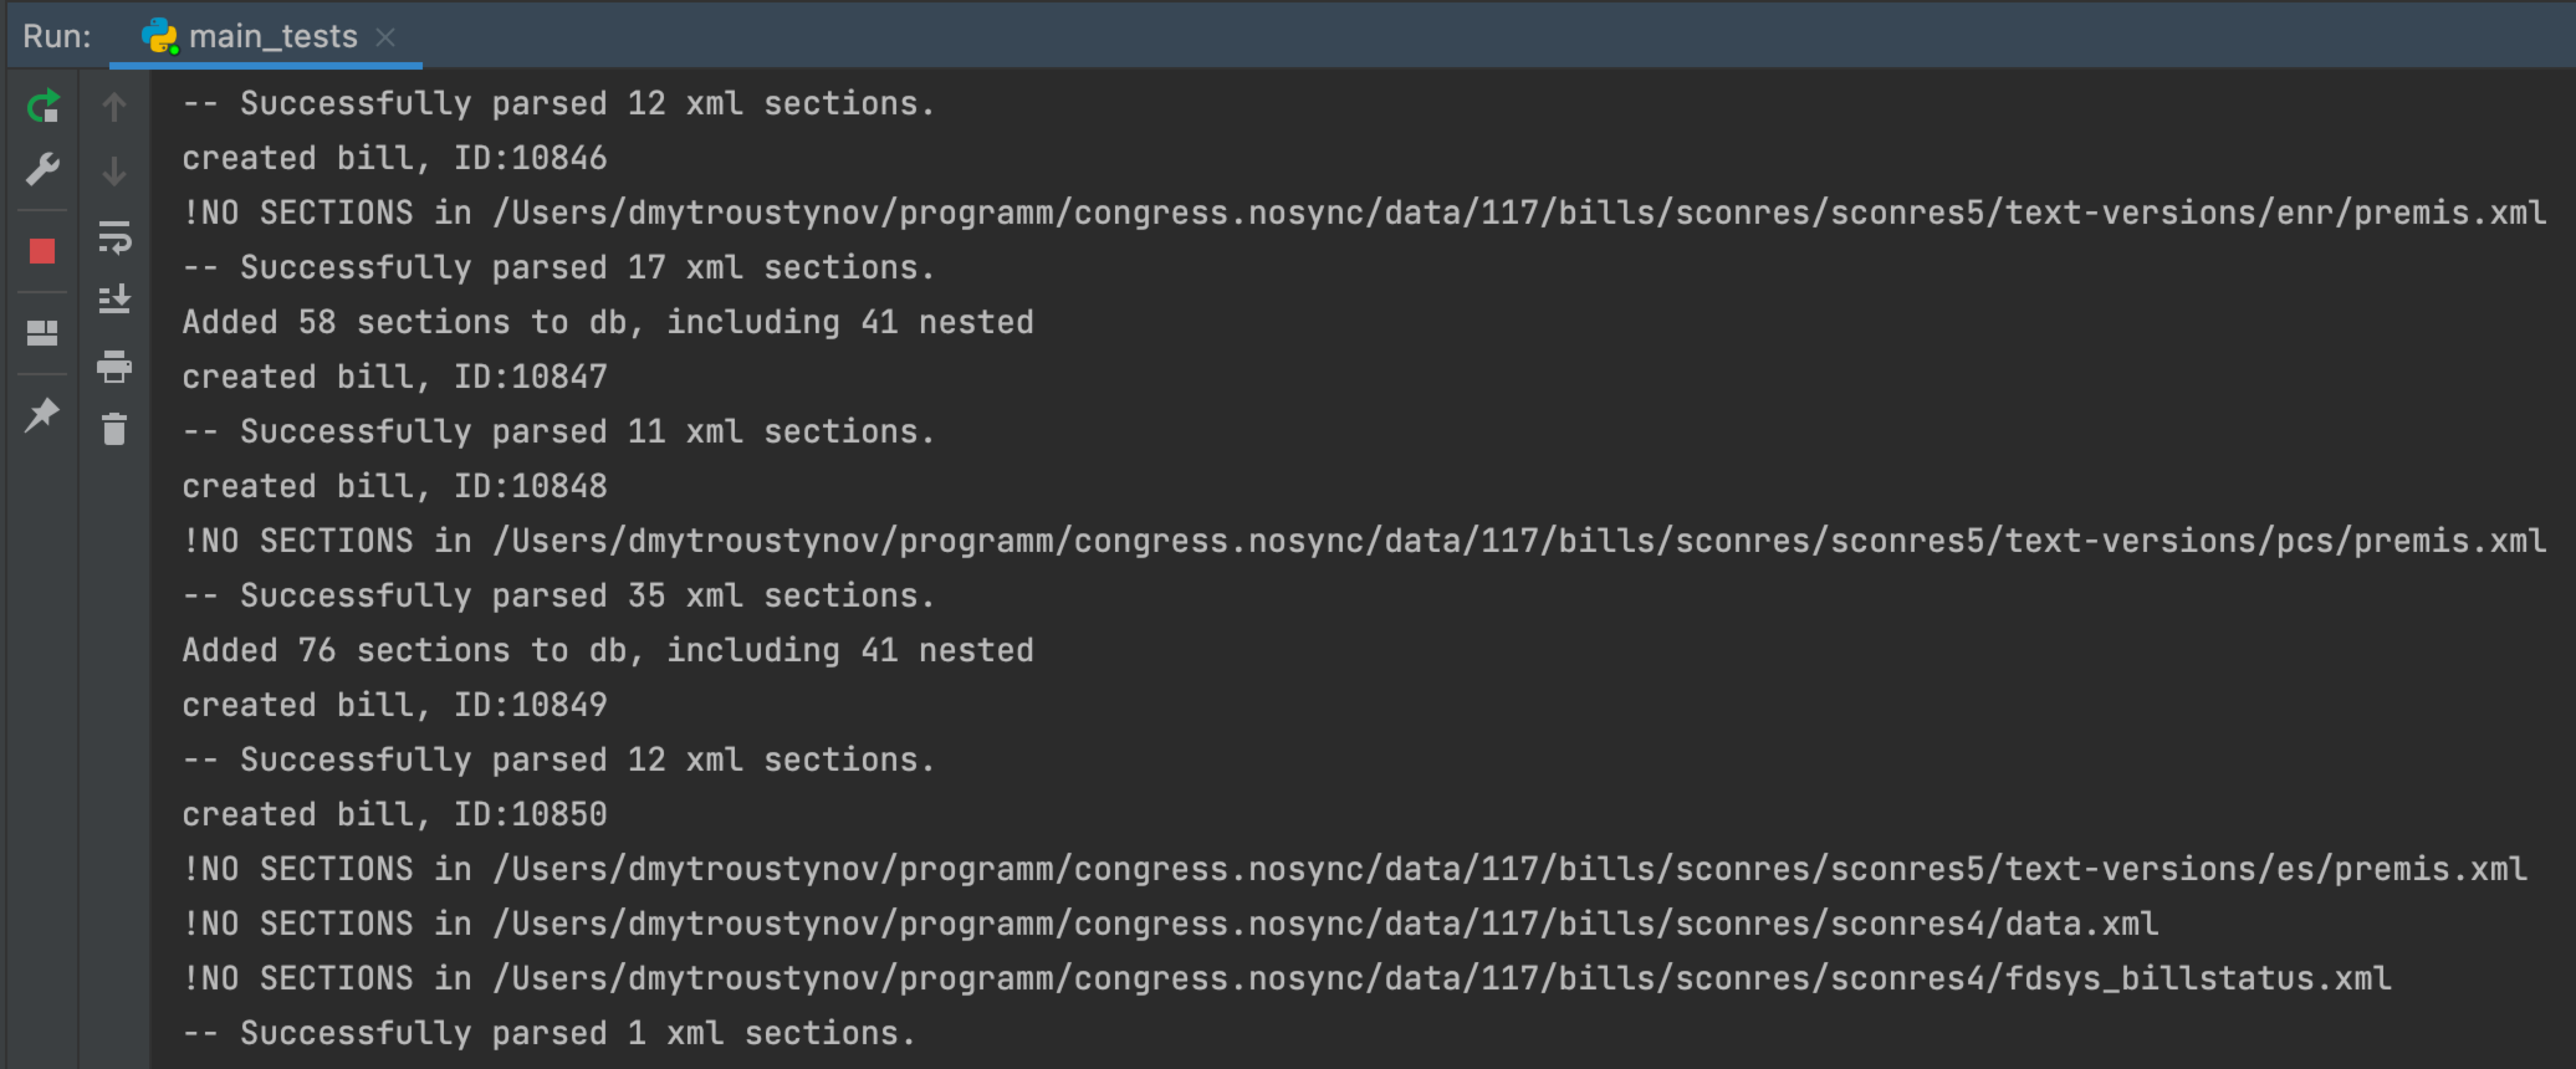 Run: main_tests
-- Successfully parsed 12 xml sections.
created bill, ID:10846
!NO SECTIONS in /Users/dmytroustynov/programm/congress.nosync/data/117/bills/sconres/sconres5/text-versions/enr/premis.xml
-- Successfully parsed 17 xml sections.
Added 58 sections to db, including 41 nested
created bill, ID:10847
-- Successfully parsed 11 xml sections.
created bill, ID:10848
!NO SECTIONS in /Users/dmytroustynov/programm/congress.nosync/data/117/bills/sconres/sconres5/text-versions/pcs/premis.xml
-- Successfully parsed 35 xml sections.
Added 76 sections to db, including 41 nested
created bill, ID:10849
-- Successfully parsed 12 xml sections.
created bill, ID:10850
!NO SECTIONS in /Users/dmytroustynov/programm/congress.nosync/data/117/bills/sconres/sconres5/text-versions/es/premis.xml
!NO SECTIONS in /Users/dmytroustynov/programm/congress.nosync/data/117/bills/sconres/sconres4/data.xml
!NO SECTIONS in /Users/dmytroustynov/programm/congress.nosync/data/117/bills/sconres/sconres4/fdsys_billstatus.xml
-- Successfully parsed 1 xml sections.